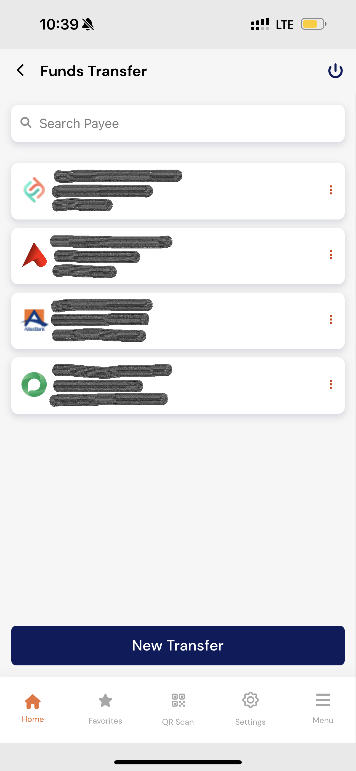 10:39
LTE
Funds Transfer
Search Payee
New Transfer
Home
Favorites
QR Scan
Settings
Menu